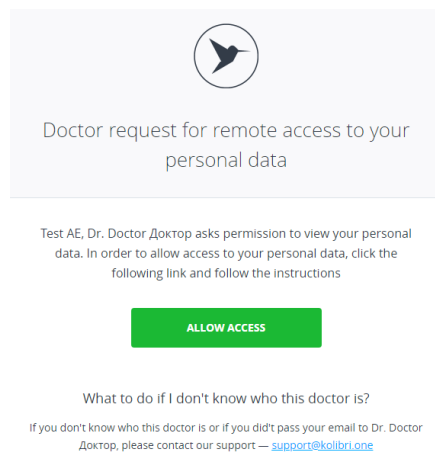 Doctor request for remote access to your
personal data
Test AE, Dr. Doctor Доктор asks permission to view your personal
data. In order to allow access to your personal data, click the
following link and follow the instructions
ALLOW ACCESS
What to do if I don't know who this doctor is?
If you don't know who this doctor is or if you did't pass your email to Dr. Doctor
Доктор, please contact our support — support@kolibri.one